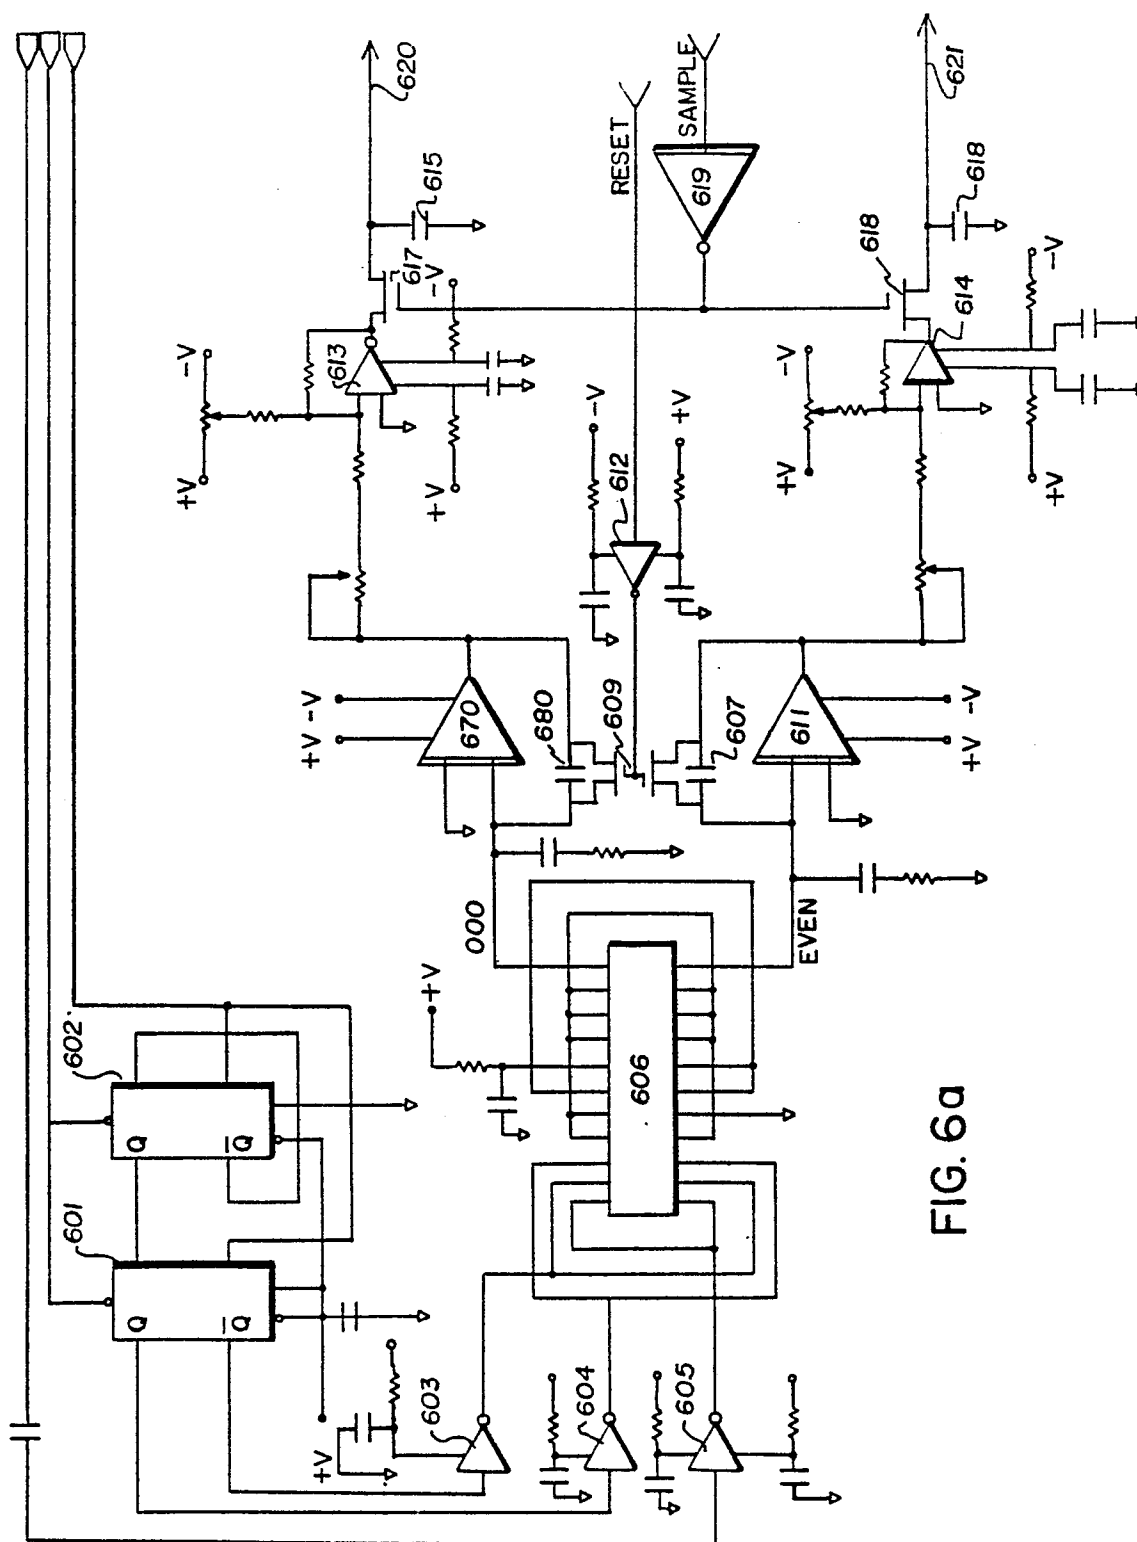 620
621
RESET
SAMPLE
615
619
618
617
-V
618
-V
614
613
-V
-V
+V
+V
-V
+V
612
+V
+V
-V
+V
670
680
609
607
611
-V
+V
000
EVEN
+V
602
Q
Q
606
601
Q
Q
+V
603
604
605
FIG. 6a